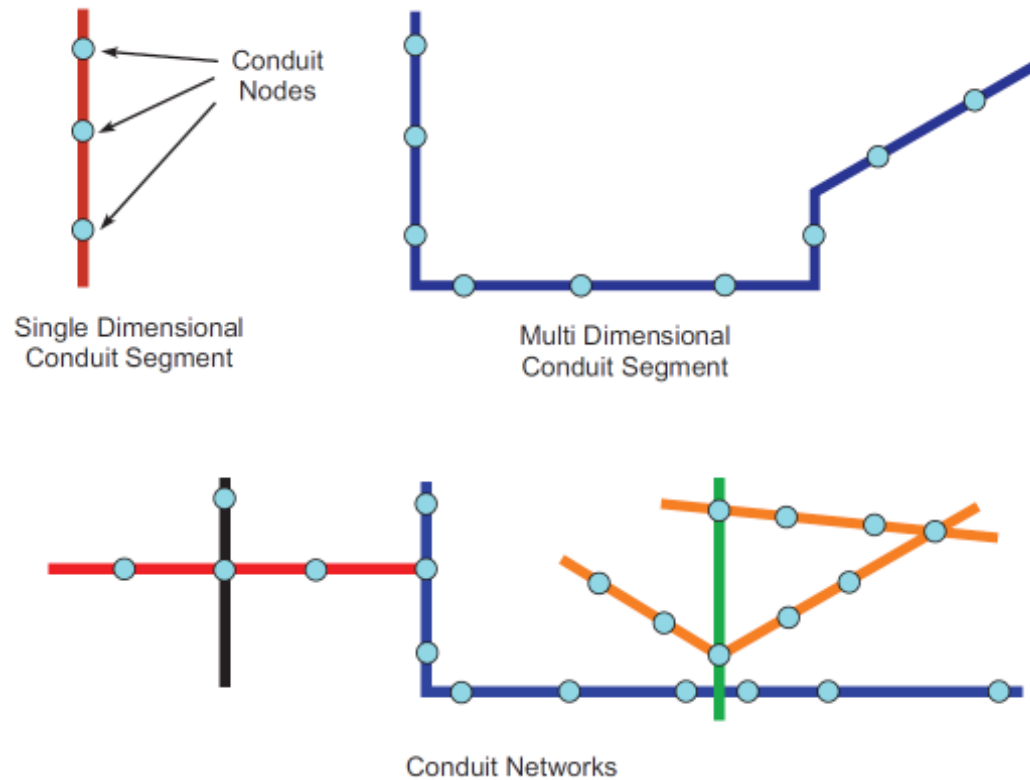 Conduit
Nodes
Single Dimensional
Conduit Segment
Multi Dimensional
Conduit Segment
Conduit Networks